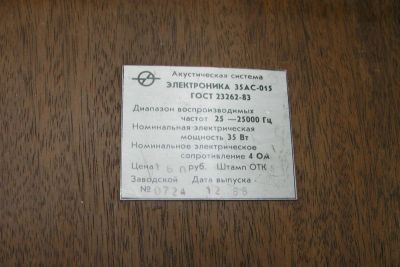 Акустическая система
ЭЛЕКТРОНИКА 35АС-015
ГОСТ 23262-83
Диапазон воспроизводимых
частот 25 —25000 Гц
Номинальная электрическая
мощность 35 Вт
Номинальное электрическое
сопротивление 4 Ом
Цена руб. Штамп ОТК
Заводской Дата выпуска
№ 0724 12 88